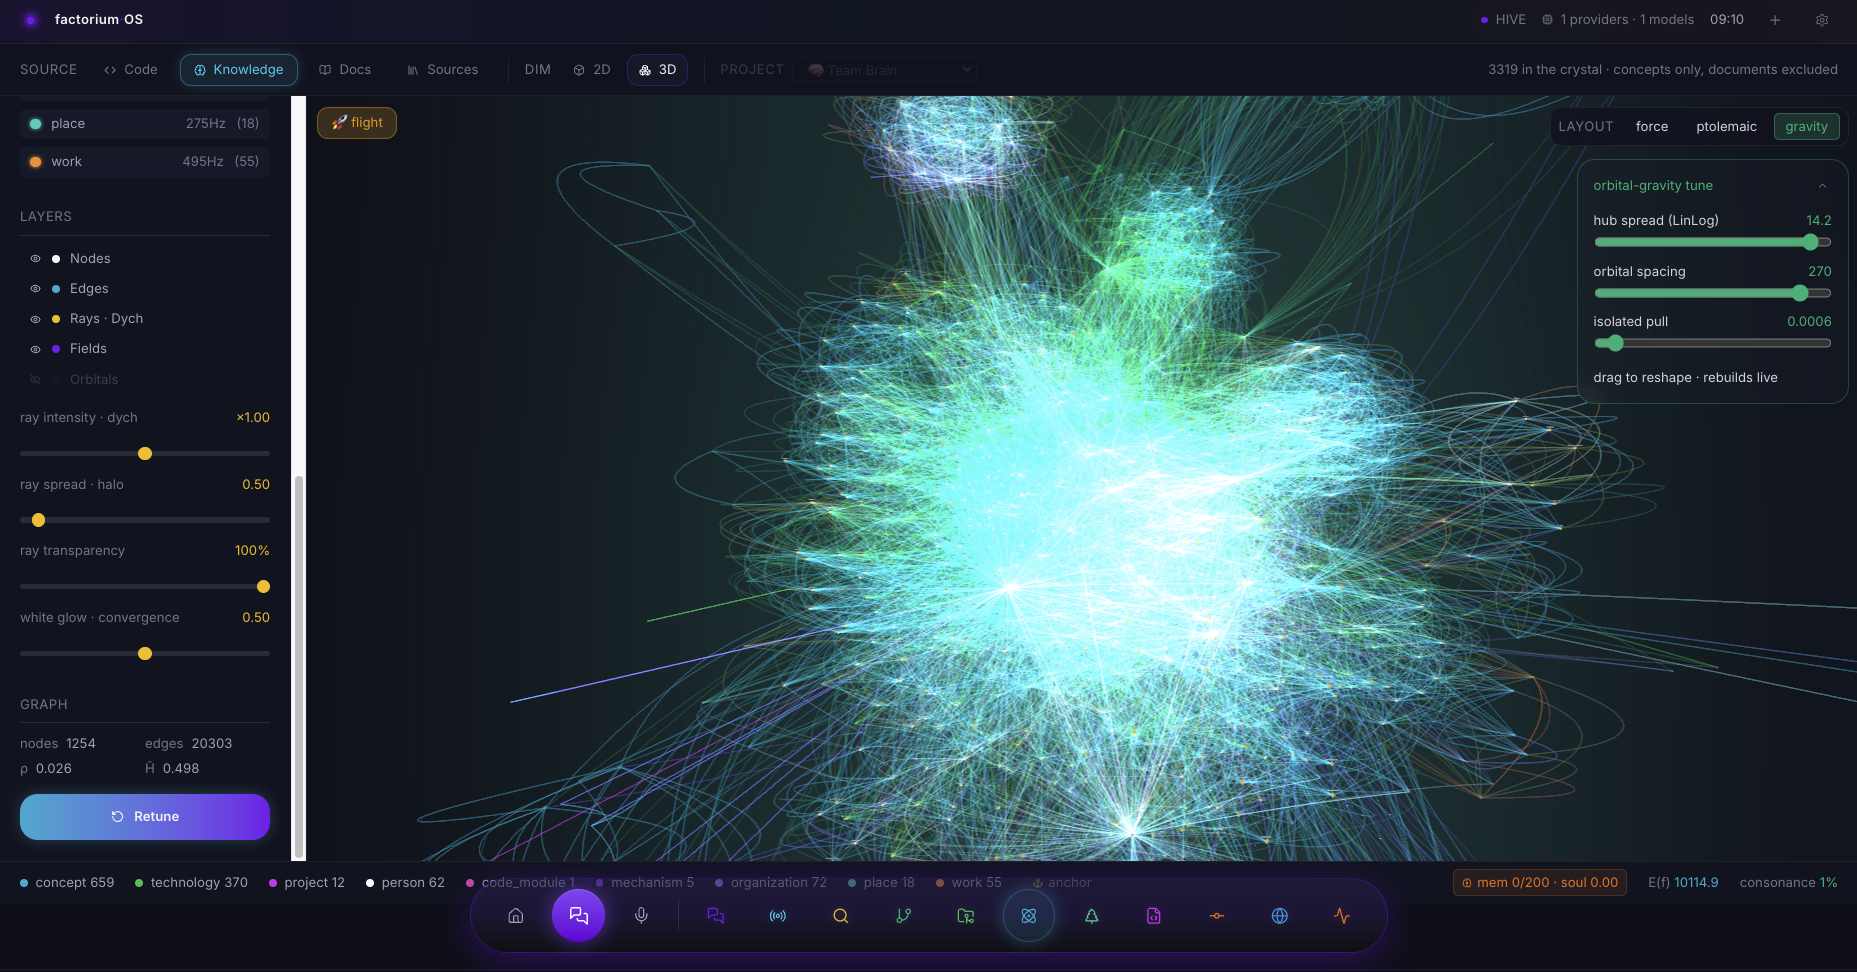 factorium·OS
HIVE 1 providers · 1 models 09:10
SOURCE Code Knowledge Docs Sources DIM 2D 3D PROJECT Team Brain 3319 in the crystal · concepts only, documents excluded
place 275Hz (18)
work 495Hz (55)
LAYERS
Nodes
Edges
Rays · Dych
Fields
Orbitals
ray intensity · dych ×1.00
ray spread · halo 0.50
ray transparency 100%
white glow · convergence 0.50
GRAPH
nodes 1254 edges 20303
ρ 0.026 H̄ 0.498
Retune
flight
LAYOUT force ptolemaic gravity
orbital-gravity tune
hub spread (LinLog) 14.2
orbital spacing 270
isolated pull 0.0006
drag to reshape · rebuilds live
concept 659 technology 370 project 12 person 62 code_module 1 mechanism 5 organization 72 place 18 work 55 anchor
mem 0/200 · soul 0.00 E(f) 10114.9 consonance 1%